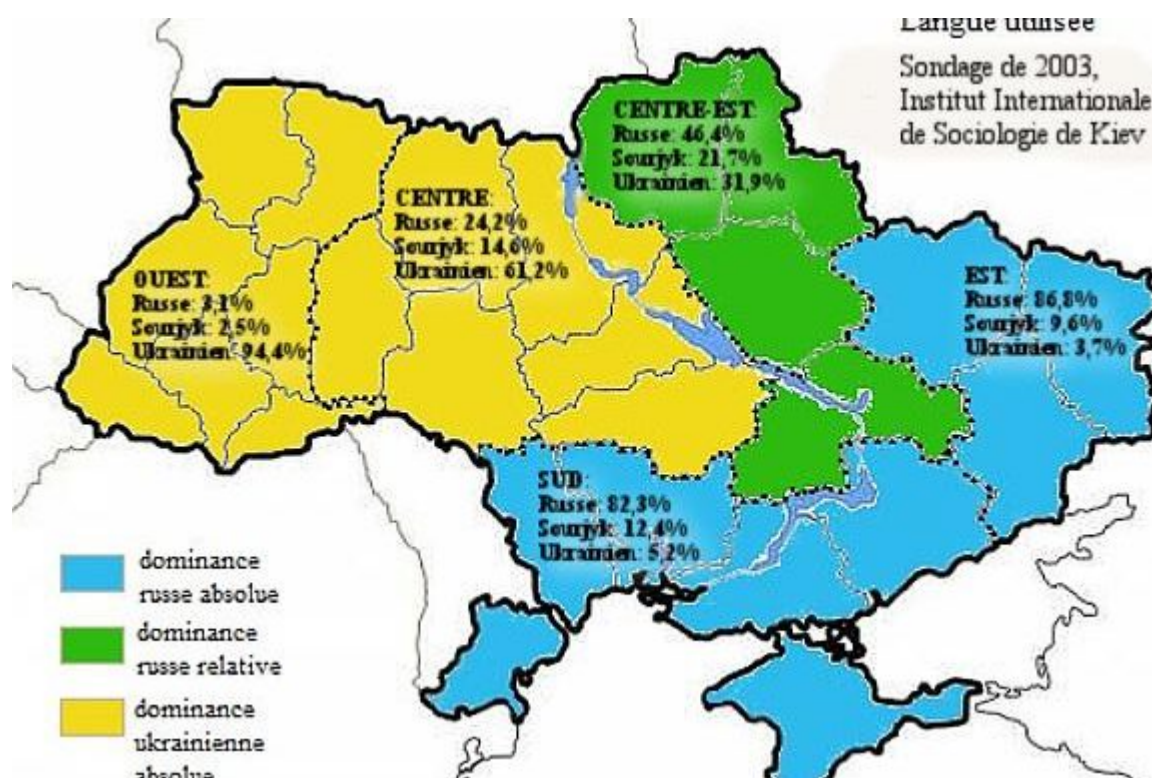 Langue utilisée
Sondage de 2003,
Institut Internationale
de Sociologie de Kiev
CENTRE-EST:
Russe: 46,4%
Sourjyk: 21,7%
Ukrainien: 31,9%
CENTRE:
Russe: 24,2%
Sourjyk: 14,6%
Ukrainien: 61,2%
OUEST:
Russe: 3,1%
Sourjyk: 2,5%
Ukrainien: 94,4%
EST:
Russe: 86,8%
Sourjyk: 9,6%
Ukrainien: 3,7%
SUD:
Russe: 82,3%
Sourjyk: 12,4%
Ukrainien: 5,2%
dominance
russe absolue
dominance
russe relative
dominance
ukrainienne
absolue